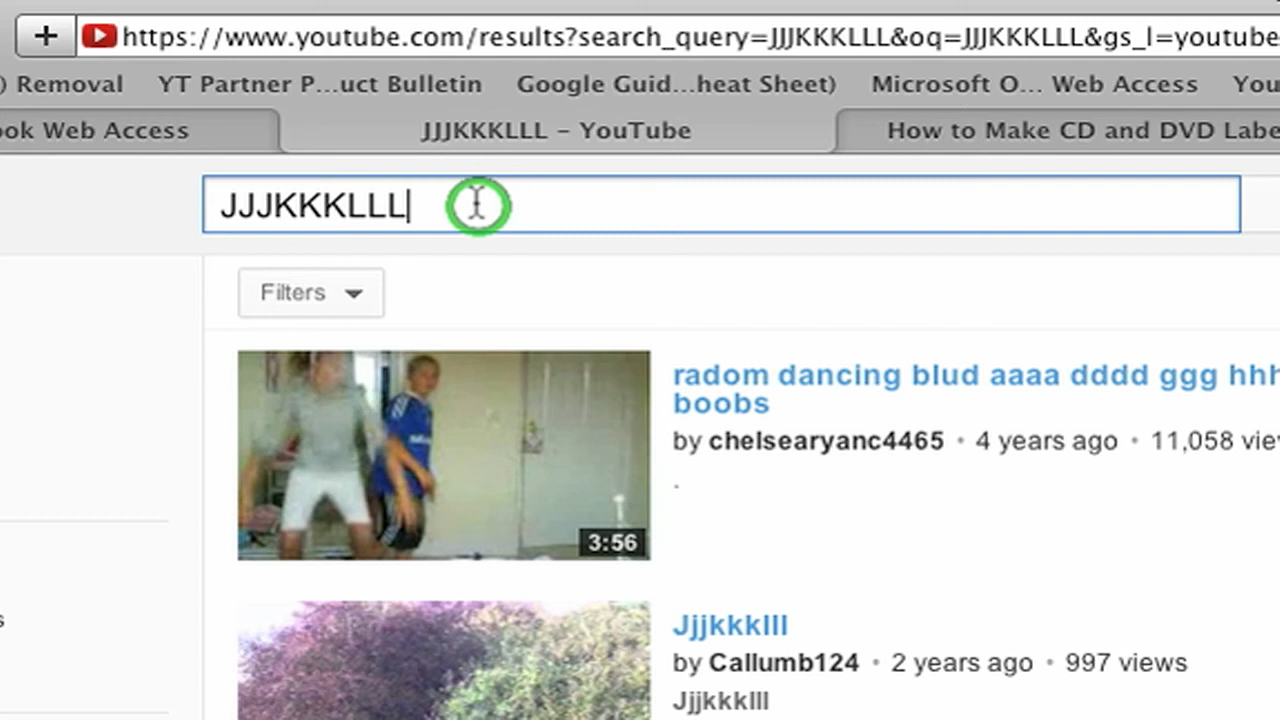 + https://www.youtube.com/results?search_query=JJJKKKLLL&oq=JJJKKKLLL&gs_l=youtube
) Removal YT Partner P...uct Bulletin Google Guid...heat Sheet) Microsoft O... Web Access You
ook Web Access JJJKKKLLL – YouTube How to Make CD and DVD Labe
JJJKKKLLL
Filters
radom dancing blud aaaa dddd ggg hhh
boobs
by chelsearyanc4465 • 4 years ago • 11,058 vie
.
3:56
Jjjkkklll
s
by Callumb124 • 2 years ago • 997 views
Jjjkkklll